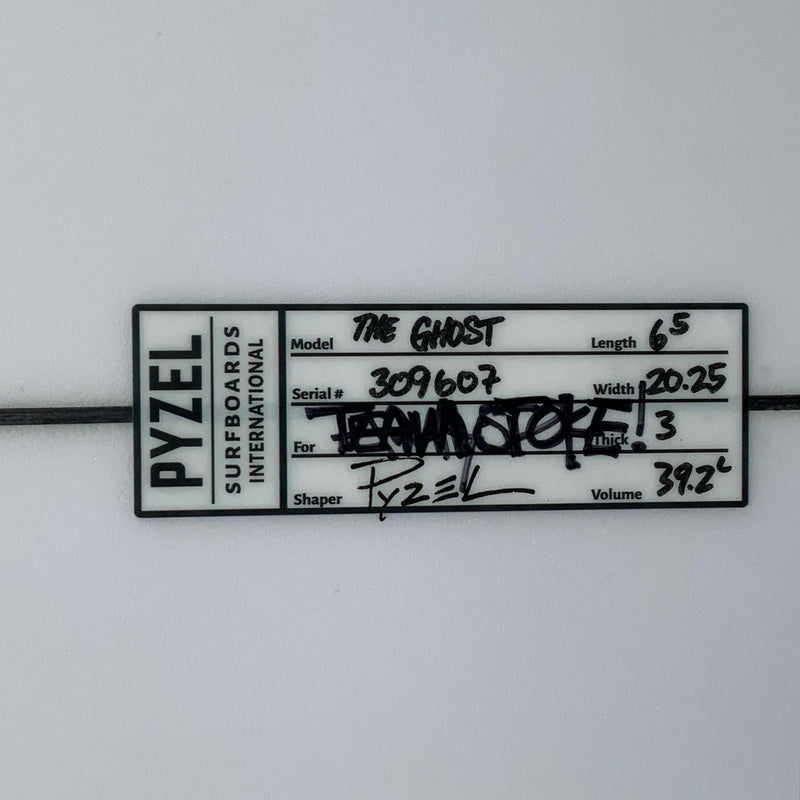 PYZEL
SURFBOARDS
INTERNATIONAL
Model THE GHOST Length 6 5
Serial # 309607 Width 20.25
For TEAM STOKE! Thick 3
Shaper PYZEL Volume 39.2 L